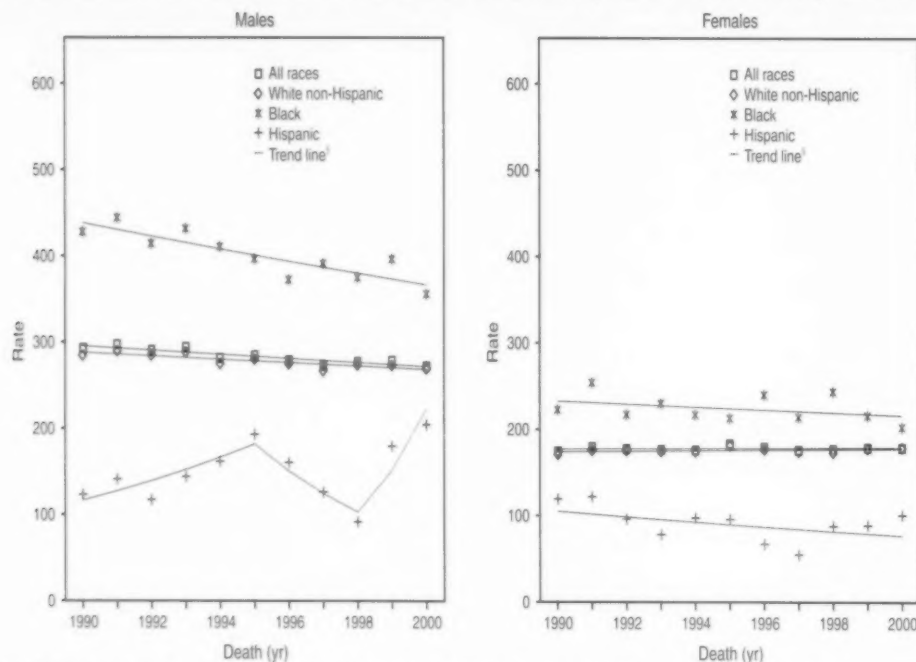 Males
600
500
400
300
200
100
0
Rate
All races
White non-Hispanic
Black
Hispanic
Trend line§
1990 1992 1994 1996 1998 2000
Death (yr)
Females
600
500
400
300
200
100
0
Rate
All races
White non-Hispanic
Black
Hispanic
Trend line§
1990 1992 1994 1996 1998 2000
Death (yr)